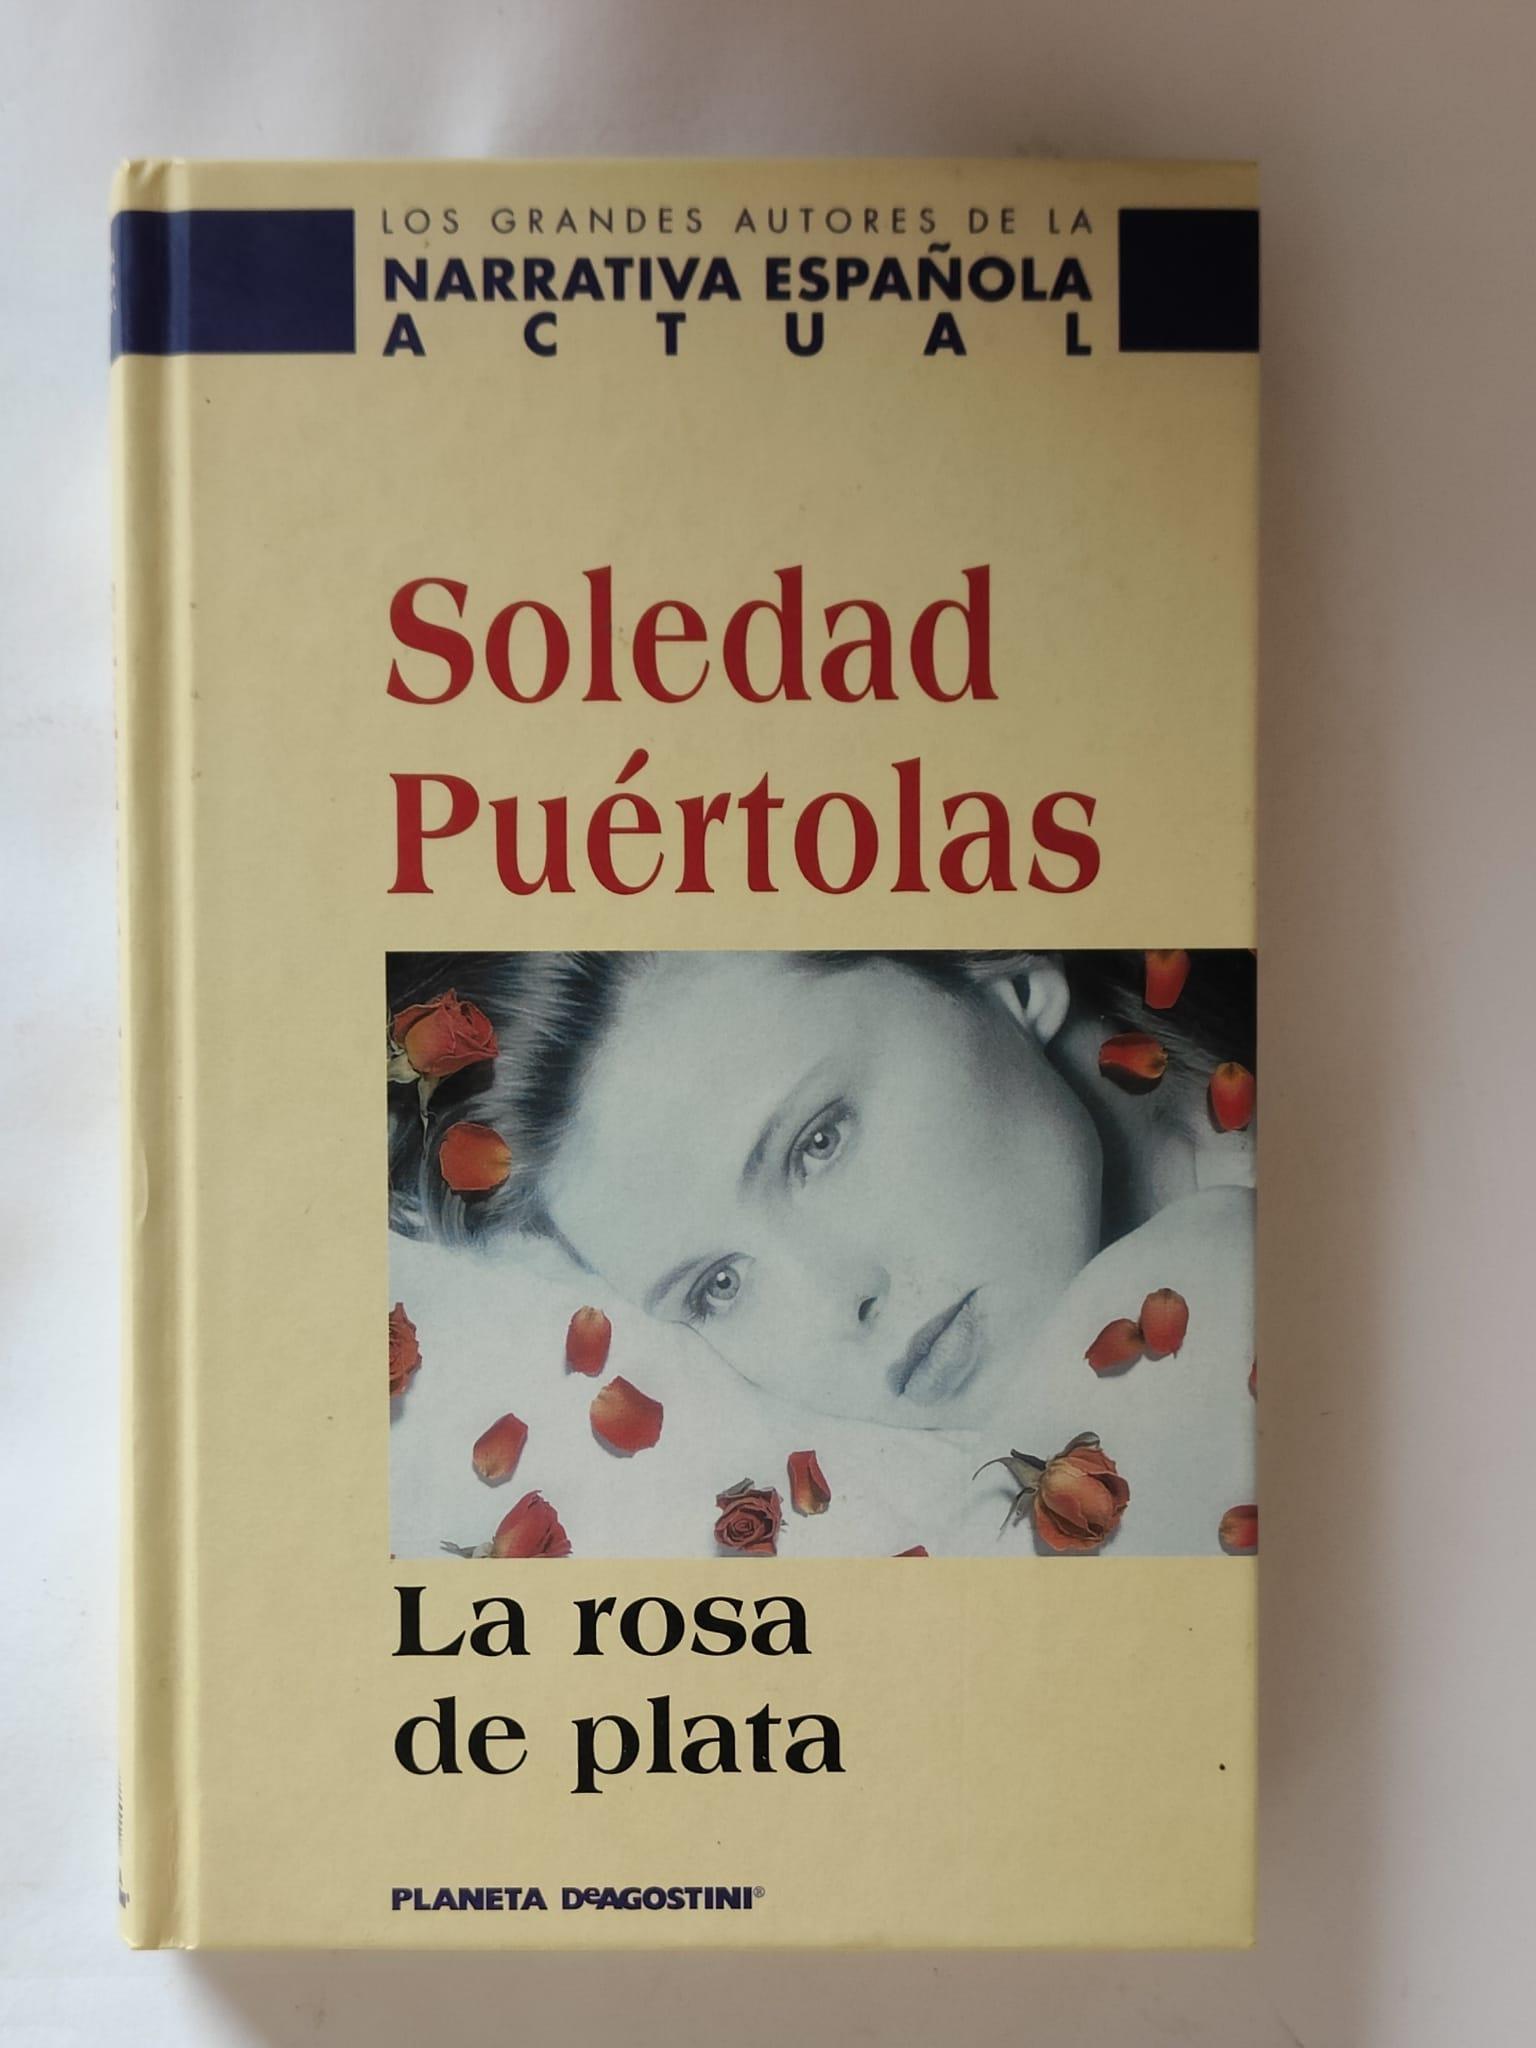 LOS GRANDES AUTORES DE LA
NARRATIVA ESPAÑOLA
ACTUAL
Soledad
Puértolas
La rosa
de plata
PLANETA DeAGOSTINI®